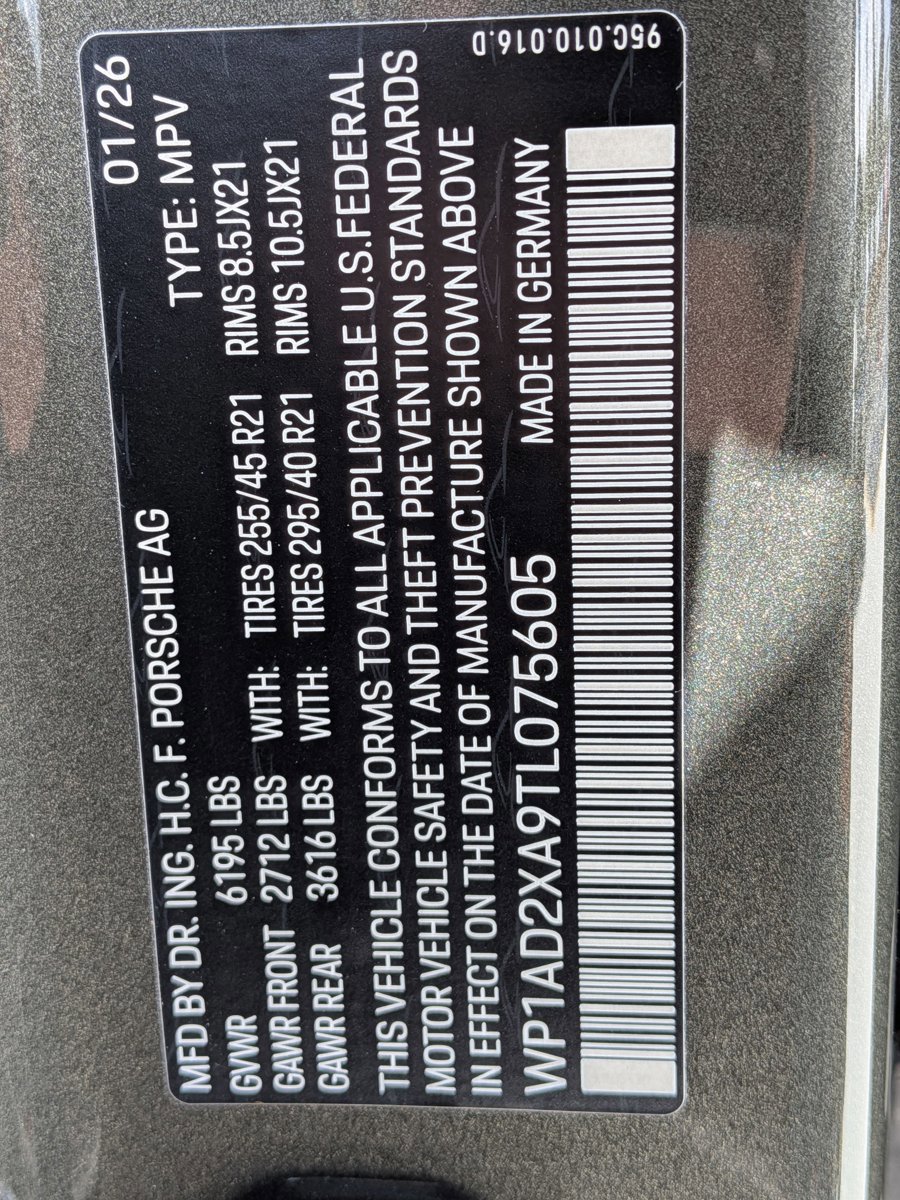 01/26
MFD BY DR. ING. H.C. F. PORSCHE AG TYPE: MPV
GVWR 6195 LBS
GAWR FRONT 2712 LBS WITH: TIRES 255/45 R21 RIMS 8.5JX21
GAWR REAR 3616 LBS WITH: TIRES 295/40 R21 RIMS 10.5JX21
THIS VEHICLE CONFORMS TO ALL APPLICABLE U.S. FEDERAL
MOTOR VEHICLE SAFETY AND THEFT PREVENTION STANDARDS
IN EFFECT ON THE DATE OF MANUFACTURE SHOWN ABOVE
WP1AD2XA9TL075605 MADE IN GERMANY
95C.010.016.D